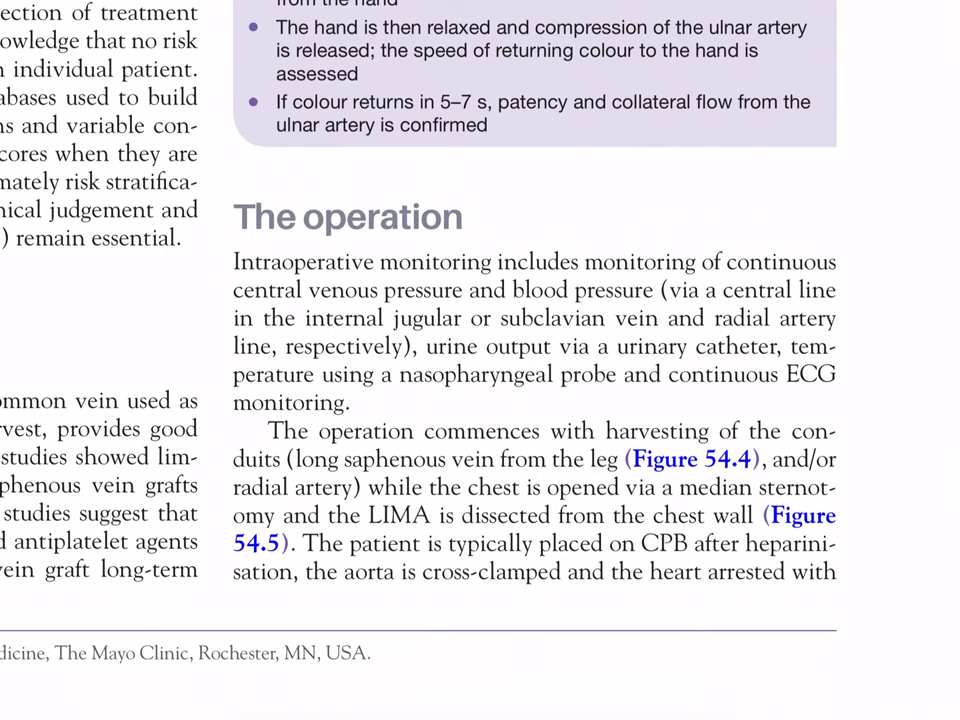 ection of treatment
owledge that no risk
individual patient.
abases used to build
ns and variable con-
cores when they are
mately risk stratifica-
nical judgement and
) remain essential.
ommon vein used as
rvest, provides good
studies showed lim-
phenous vein grafts
studies suggest that
d antiplatelet agents
vein graft long-term
from the hand
• The hand is then relaxed and compression of the ulnar artery
is released; the speed of returning colour to the hand is
assessed
• If colour returns in 5–7 s, patency and collateral flow from the
ulnar artery is confirmed
The operation
Intraoperative monitoring includes monitoring of continuous
central venous pressure and blood pressure (via a central line
in the internal jugular or subclavian vein and radial artery
line, respectively), urine output via a urinary catheter, tem-
perature using a nasopharyngeal probe and continuous ECG
monitoring.
The operation commences with harvesting of the con-
duits (long saphenous vein from the leg (Figure 54.4), and/or
radial artery) while the chest is opened via a median sternot-
omy and the LIMA is dissected from the chest wall (Figure
54.5). The patient is typically placed on CPB after heparini-
sation, the aorta is cross-clamped and the heart arrested with
dicine, The Mayo Clinic, Rochester, MN, USA.